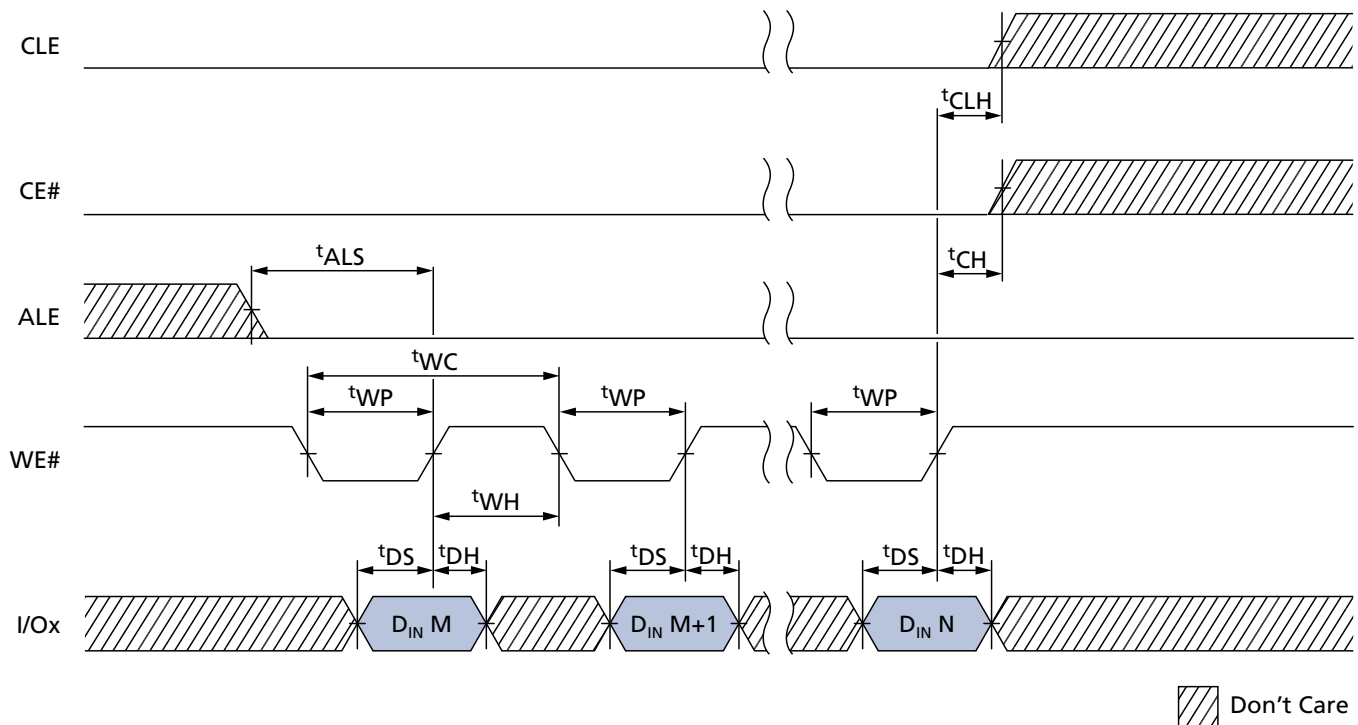 CLE
tCLH
CE#
tALS
tCH
ALE
tWC
tWP
tWP
tWP
WE#
tWH
tDS
tDH
tDS
tDH
tDS
tDH
I/Ox
DIN M
DIN M+1
DIN N
Don't Care